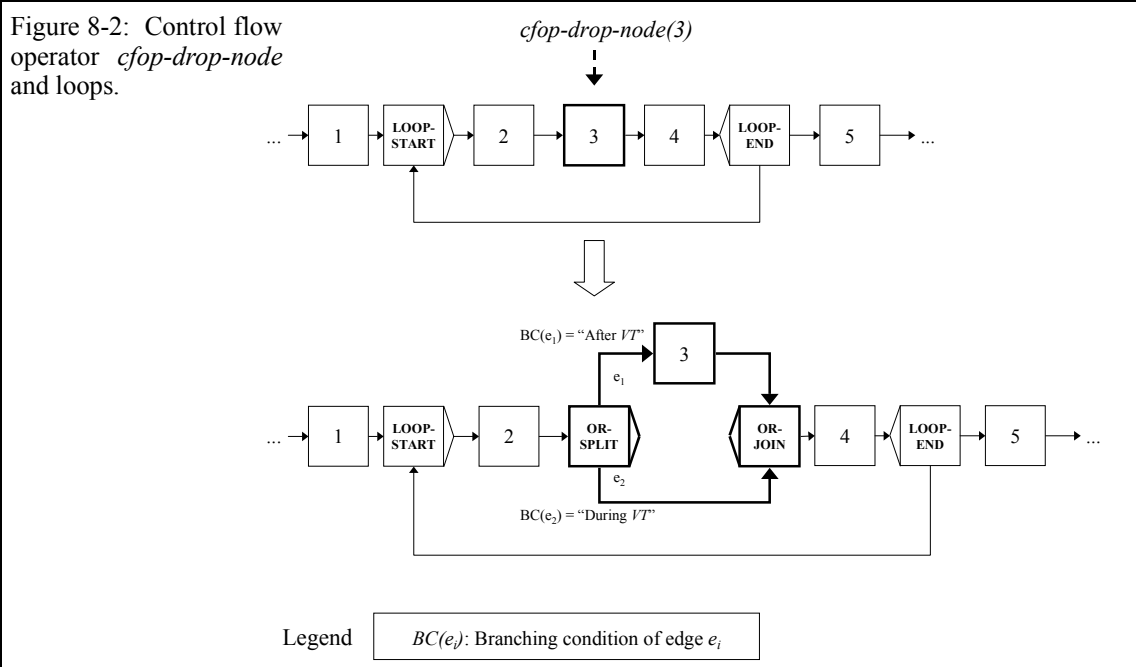 Figure 8-2: Control flow
operator cfop-drop-node
and loops.
cfop-drop-node(3)
... 1 LOOP-START 2 3 4 LOOP-END 5 ...
BC(e1) = “After VT”
3
e1
... 1 LOOP-START 2 OR-SPLIT OR-JOIN 4 LOOP-END 5 ...
e2
BC(e2) = “During VT”
Legend BC(ei): Branching condition of edge ei